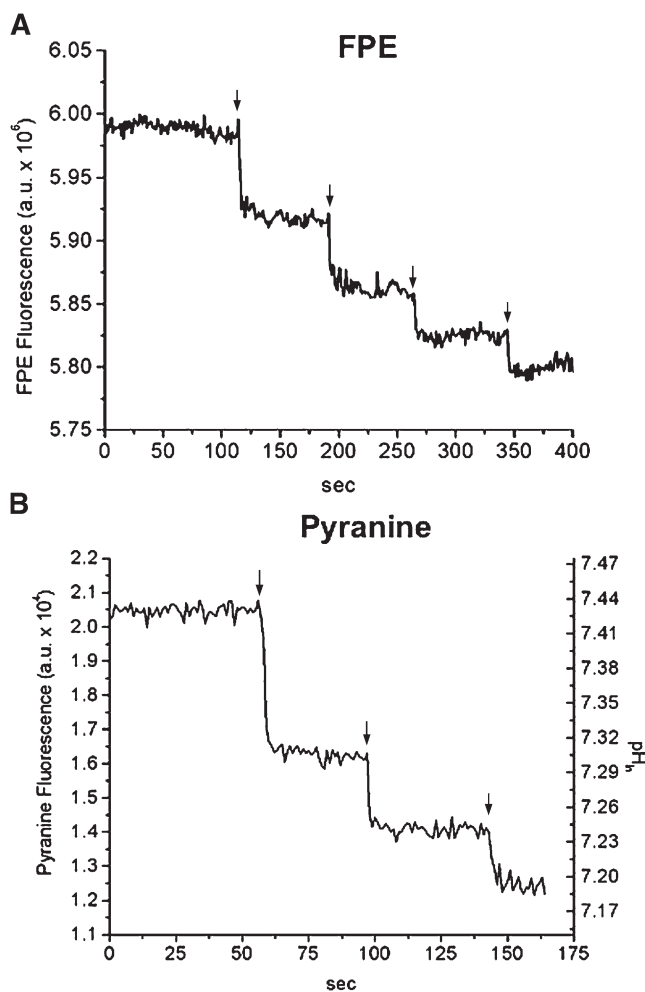 A
FPE
FPE Fluorescence (a.u. x 10⁶)
6.05
6.00
5.95
5.90
5.85
5.80
5.75
0 50 100 150 200 250 300 350 400
sec
B
Pyranine
Pyranine Fluorescence (a.u. x 10⁴)
2.2
2.1
2.0
1.9
1.8
1.7
1.6
1.5
1.4
1.3
1.2
1.1
7.47
7.44
7.41
7.38
7.35
7.32
7.29
7.26
7.23
7.20
7.17
pHₕ
0 25 50 75 100 125 150 175
sec